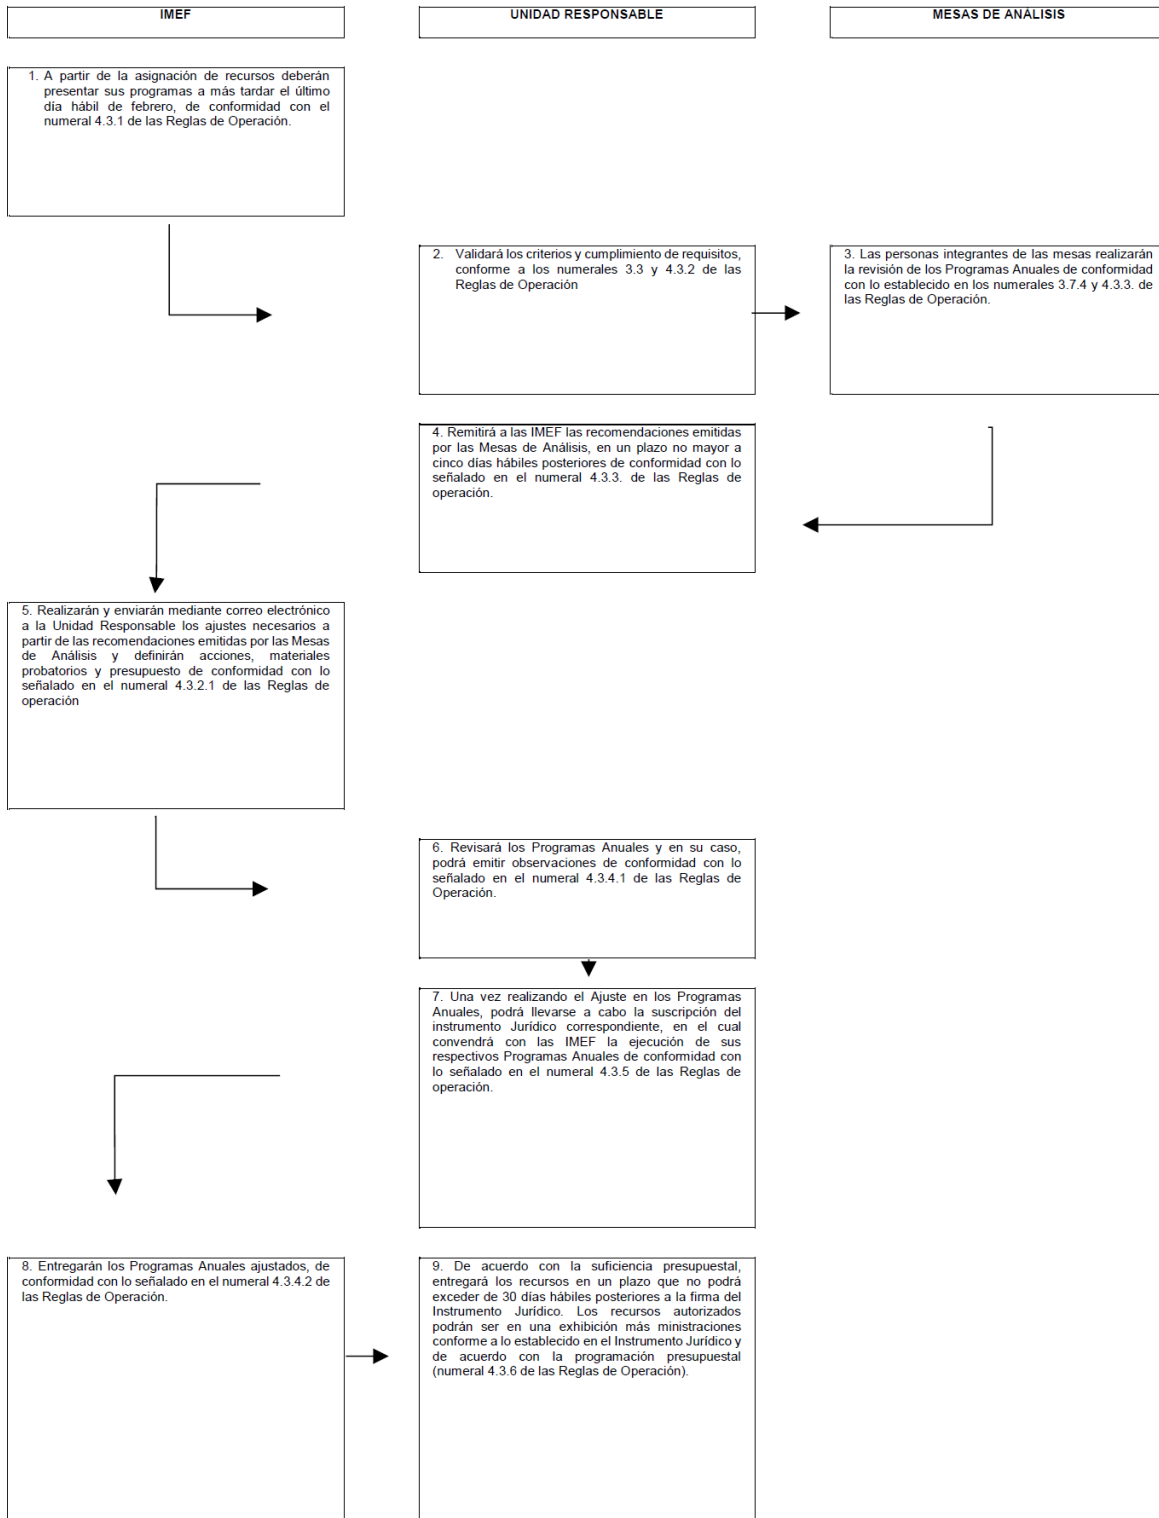 IMEF
UNIDAD RESPONSABLE
MESAS DE ANÁLISIS
1. A partir de la asignación de recursos deberán
presentar sus programas a más tardar el último
día hábil de febrero, de conformidad con el
numeral 4.3.1 de las Reglas de Operación.
2. Validará los criterios y cumplimiento de requisitos,
conforme a los numerales 3.3 y 4.3.2 de las
Reglas de Operación
3. Las personas integrantes de las mesas realizarán
la revisión de los Programas Anuales de conformidad
con lo establecido en los numerales 3.7.4 y 4.3.3. de
las Reglas de Operación.
4. Remitirá a las IMEF las recomendaciones emitidas
por las Mesas de Análisis, en un plazo no mayor a
cinco días hábiles posteriores de conformidad con lo
señalado en el numeral 4.3.3. de las Reglas de
operación.
5. Realizarán y enviarán mediante correo electrónico
a la Unidad Responsable los ajustes necesarios a
partir de las recomendaciones emitidas por las Mesas
de Análisis y definirán acciones, materiales
probatorios y presupuesto de conformidad con lo
señalado en el numeral 4.3.2.1 de las Reglas de
operación
6. Revisará los Programas Anuales y en su caso,
podrá emitir observaciones de conformidad con lo
señalado en el numeral 4.3.4.1 de las Reglas de
Operación.
7. Una vez realizando el Ajuste en los Programas
Anuales, podrá llevarse a cabo la suscripción del
instrumento Jurídico correspondiente, en el cual
convendrá con las IMEF la ejecución de sus
respectivos Programas Anuales de conformidad con
lo señalado en el numeral 4.3.5 de las Reglas de
operación.
8. Entregarán los Programas Anuales ajustados, de
conformidad con lo señalado en el numeral 4.3.4.2 de
las Reglas de Operación.
9. De acuerdo con la suficiencia presupuestal,
entregará los recursos en un plazo que no podrá
exceder de 30 días hábiles posteriores a la firma del
Instrumento Jurídico. Los recursos autorizados
podrán ser en una exhibición más ministraciones
conforme a lo establecido en el Instrumento Jurídico y
de acuerdo con la programación presupuestal
(numeral 4.3.6 de las Reglas de Operación).